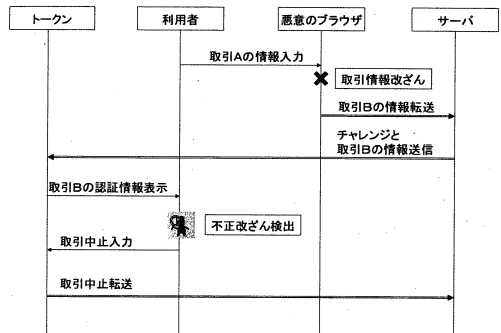 トークン
利用者
悪意のブラウザ
サーバ
取引Aの情報入力
取引情報改ざん
取引Bの情報転送
チャレンジと
取引Bの情報送信
取引Bの認証情報表示
不正改ざん検出
取引中止入力
取引中止転送